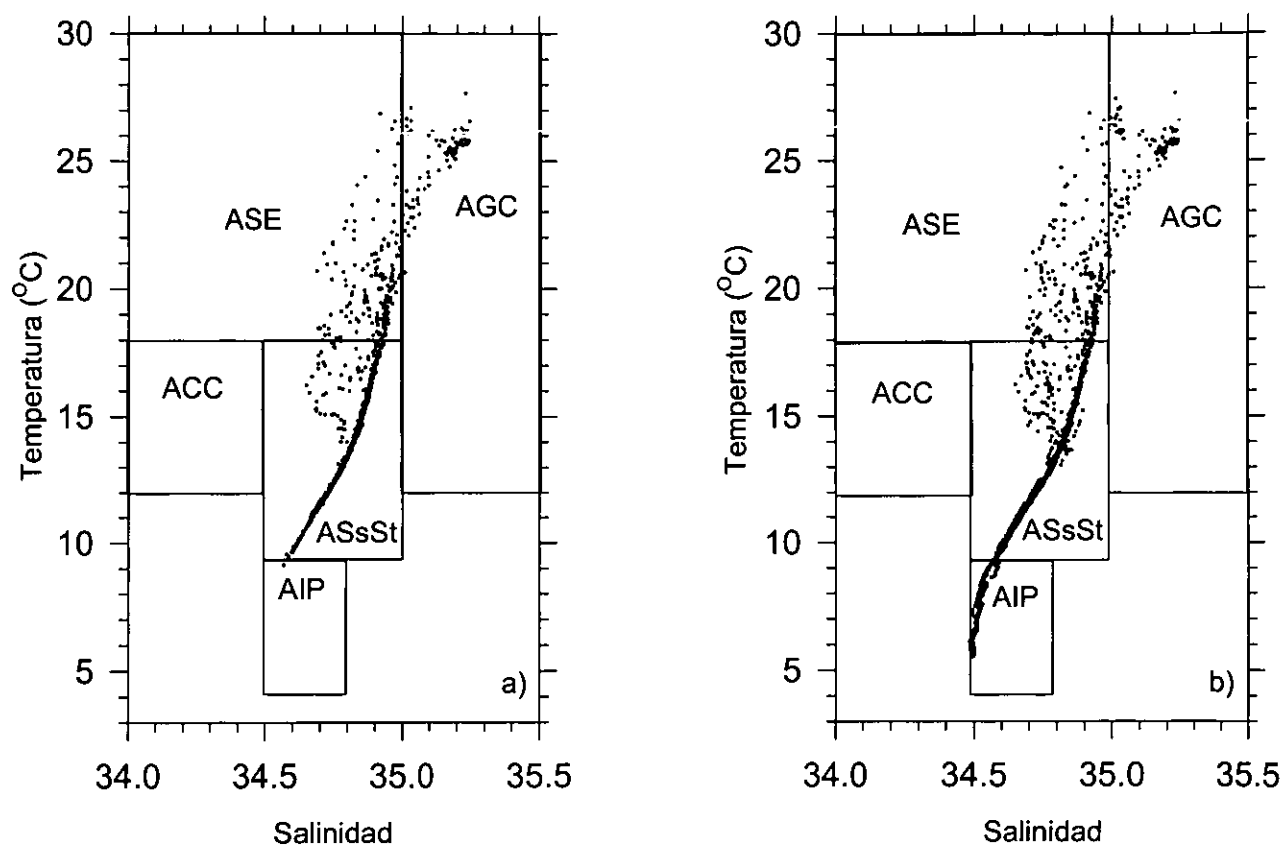 30
25
20
15
10
5
Temperatura (°C)
ASE
AGC
ACC
ASsSt
AIP
a)
34.0 34.5 35.0 35.5
Salinidad
30
25
20
15
10
5
Temperatura (°C)
ASE
AGC
ACC
ASsSt
AIP
b)
34.0 34.5 35.0 35.5
Salinidad